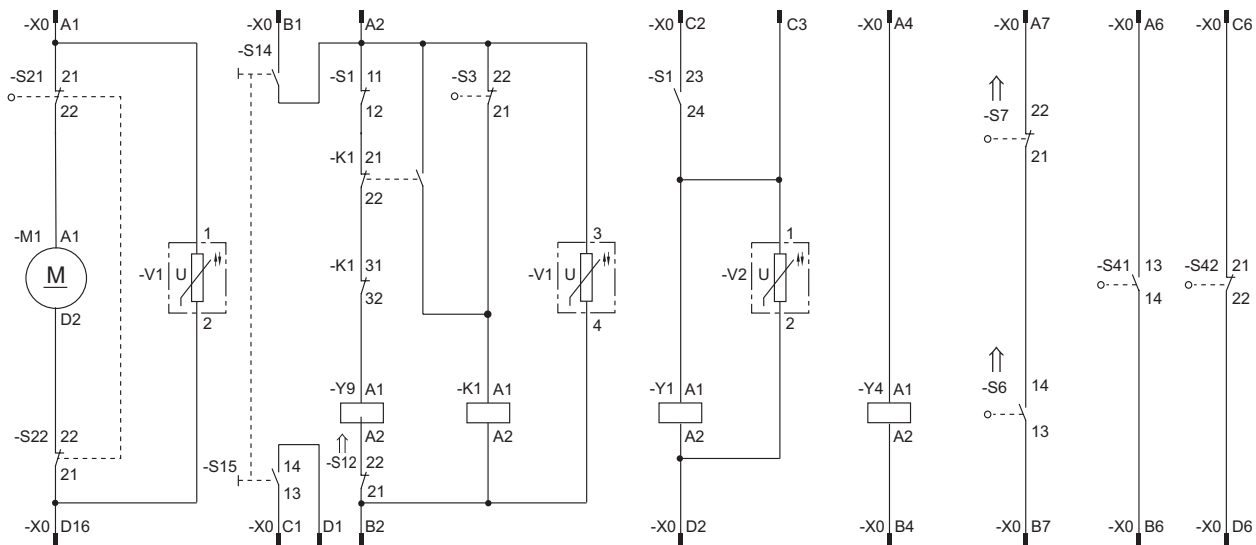 -X0 A1 -X0 B1 A2 -X0 C2 C3 -X0 A4 -X0 A7 -X0 A6 -X0 C6
-S14
-S21 21 -S1 11 -S3 22 -S1 23
22 12 21 24
-S7 22
21
-K1 21
22
-M1 A1 1 3 1
M
-V1 U -K1 31 -V1 U -V2 U -S41 13 -S42 21
32 14 22
D2 2 4 2
-Y9 A1 -K1 A1 -Y1 A1 -Y4 A1 -S6 14
A2 A2 A2 A2 13
-S22 22 -S12 22
21 -S15 14 21
13
-X0 D16 -X0 C1 D1 B2 -X0 D2 -X0 B4 -X0 B7 -X0 B6 -X0 D6